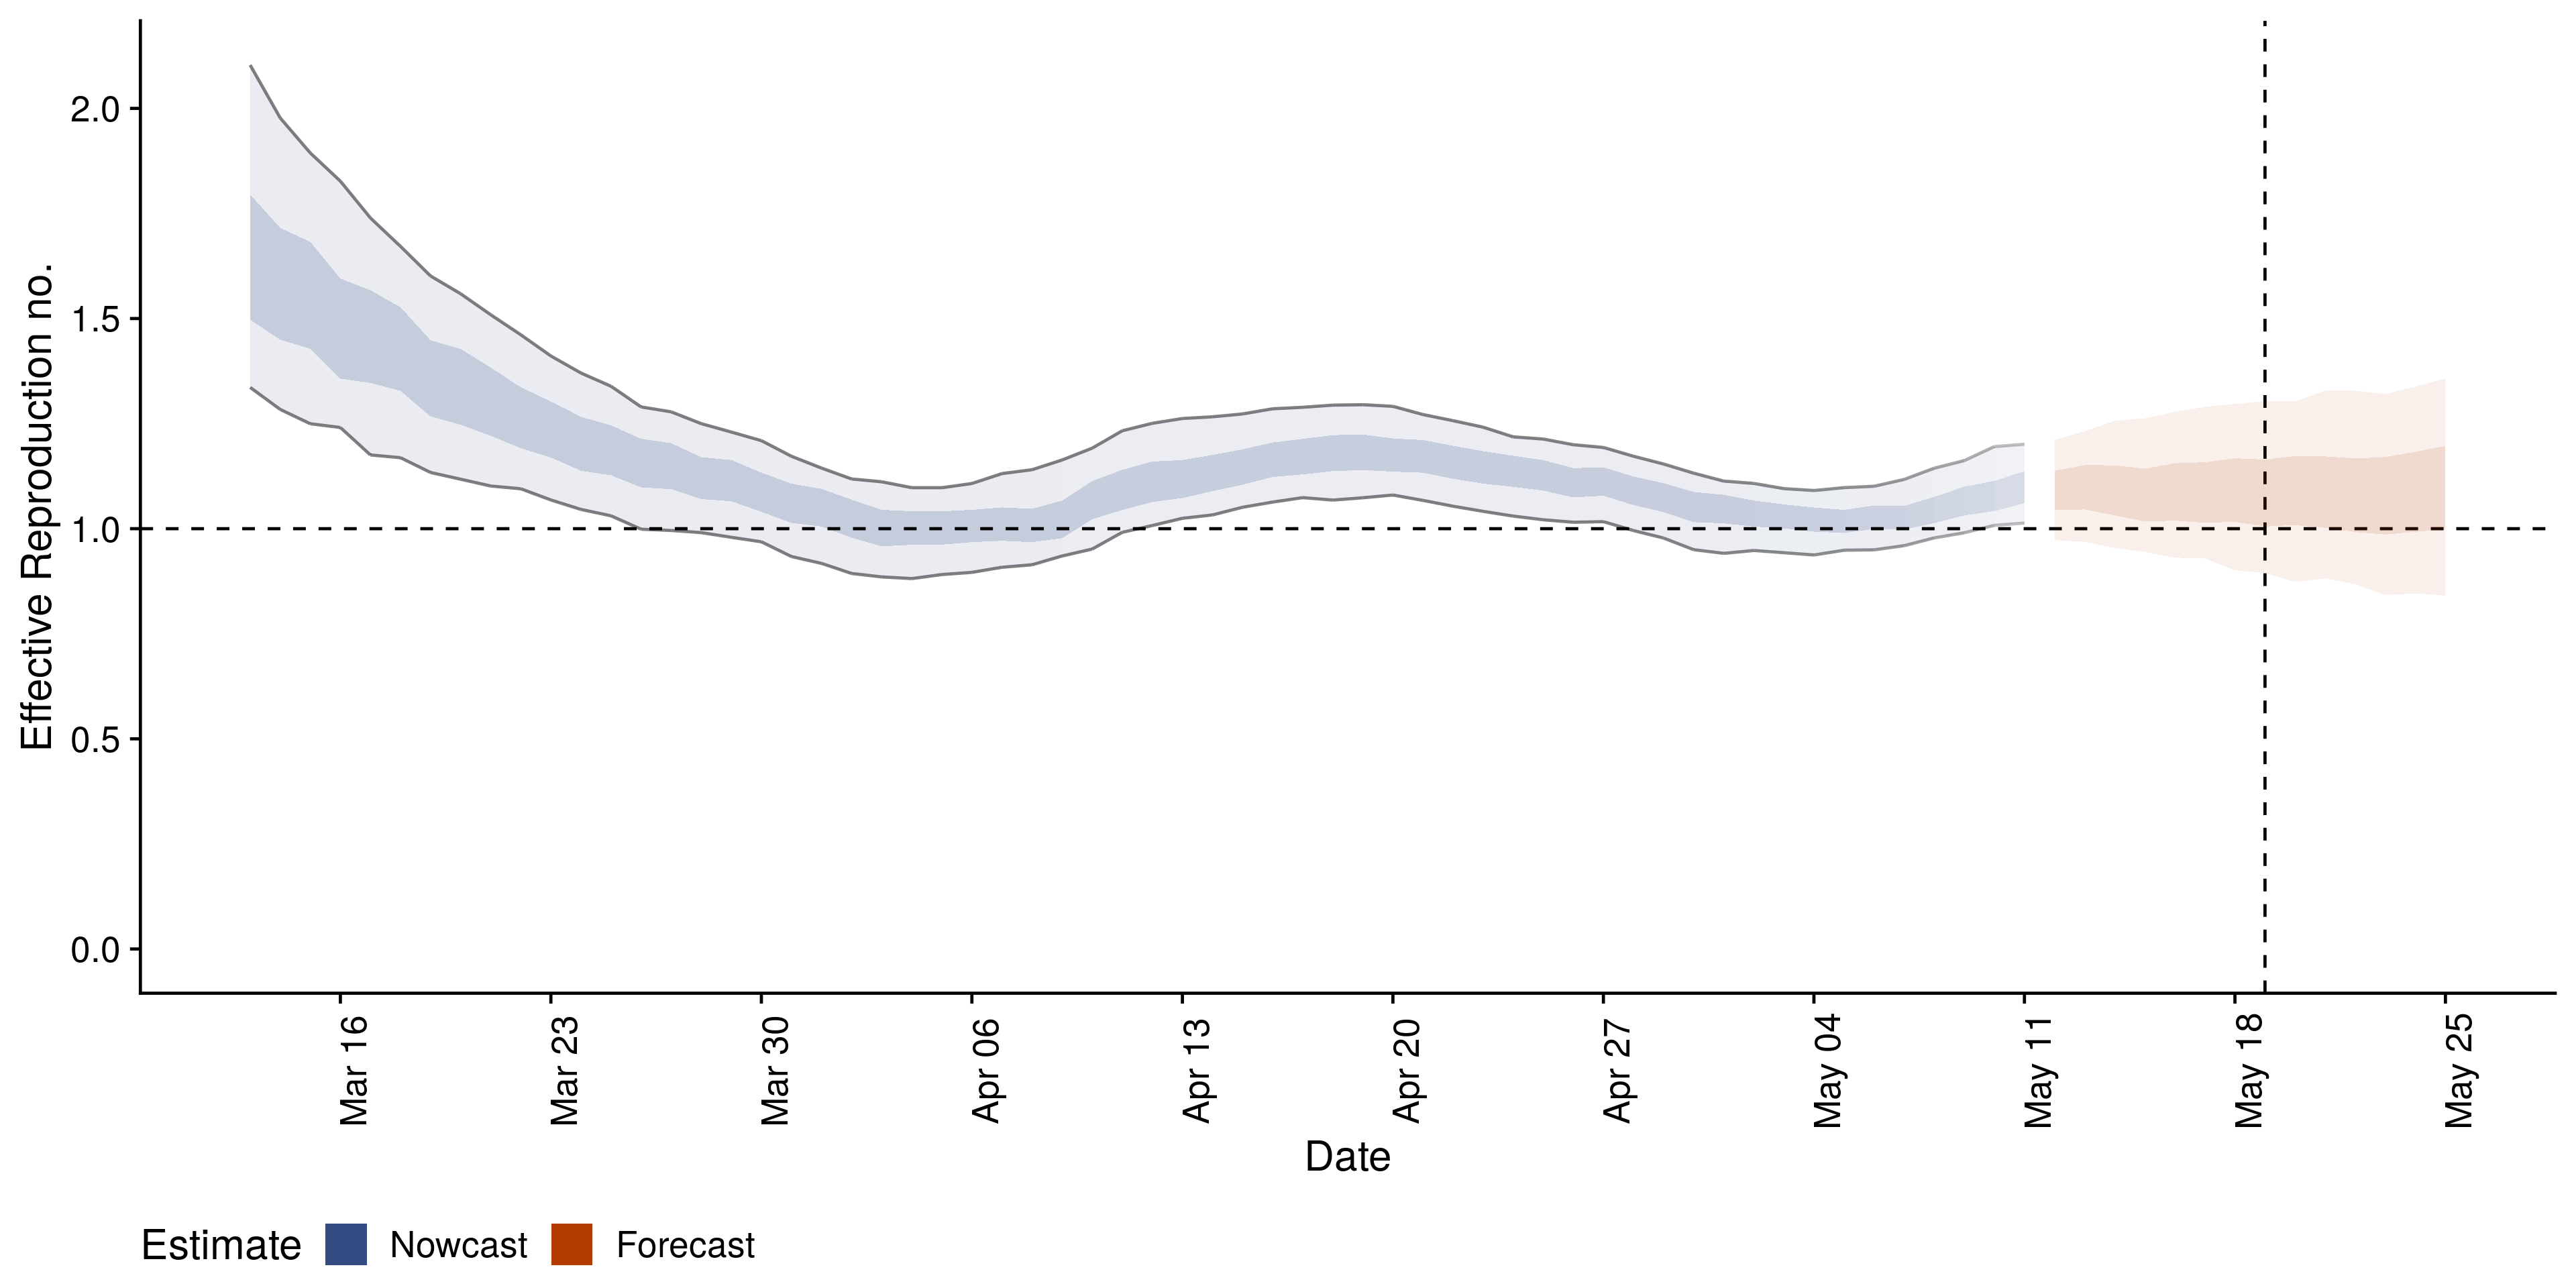 Effective Reproduction no.
2.0
1.5
1.0
0.5
0.0
Mar 16
Mar 23
Mar 30
Apr 06
Apr 13
Apr 20
Apr 27
May 04
May 11
May 18
May 25
Date
Estimate Nowcast Forecast